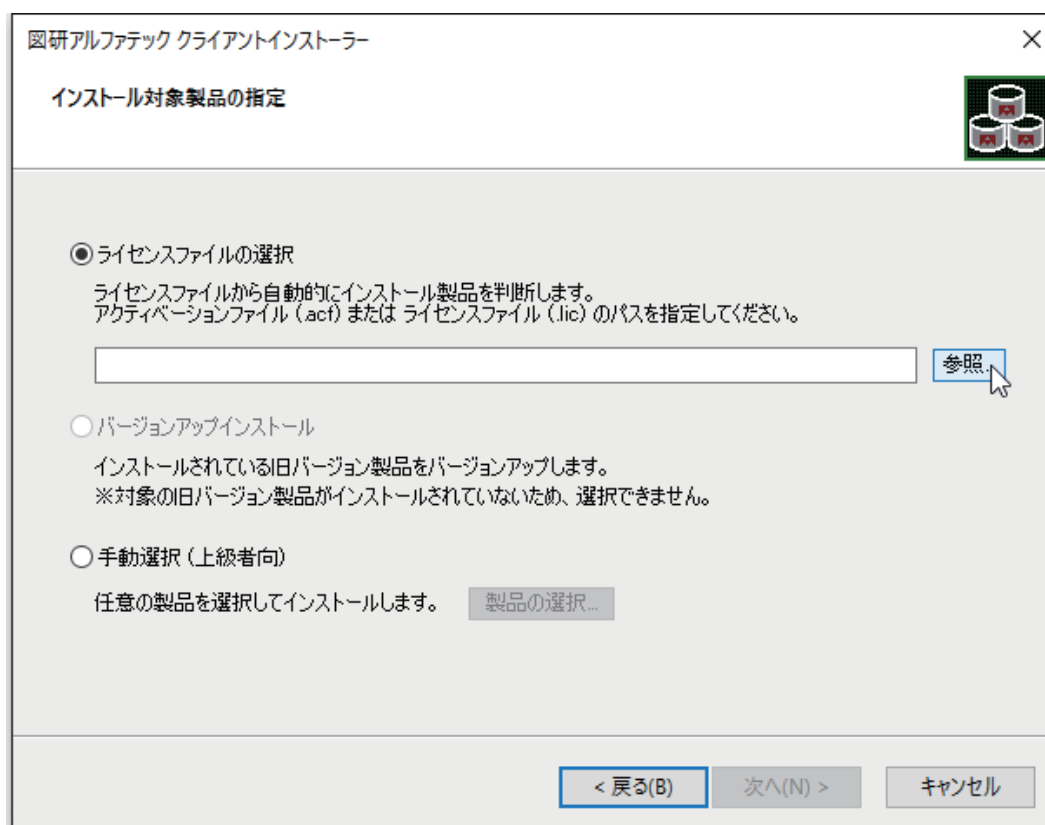 図研アルファテック クライアントインストーラー
インストール対象製品の指定
ライセンスファイルの選択
ライセンスファイルから自動的にインストール製品を判断します。
アクティベーションファイル（.acf）または ライセンスファイル（.lic）のパスを指定してください。
参照...
バージョンアップインストール
インストールされている旧バージョン製品をバージョンアップします。
※対象の旧バージョン製品がインストールされていないため、選択できません。
手動選択（上級者向）
任意の製品を選択してインストールします。 製品の選択...
< 戻る(B) 次へ(N) > キャンセル